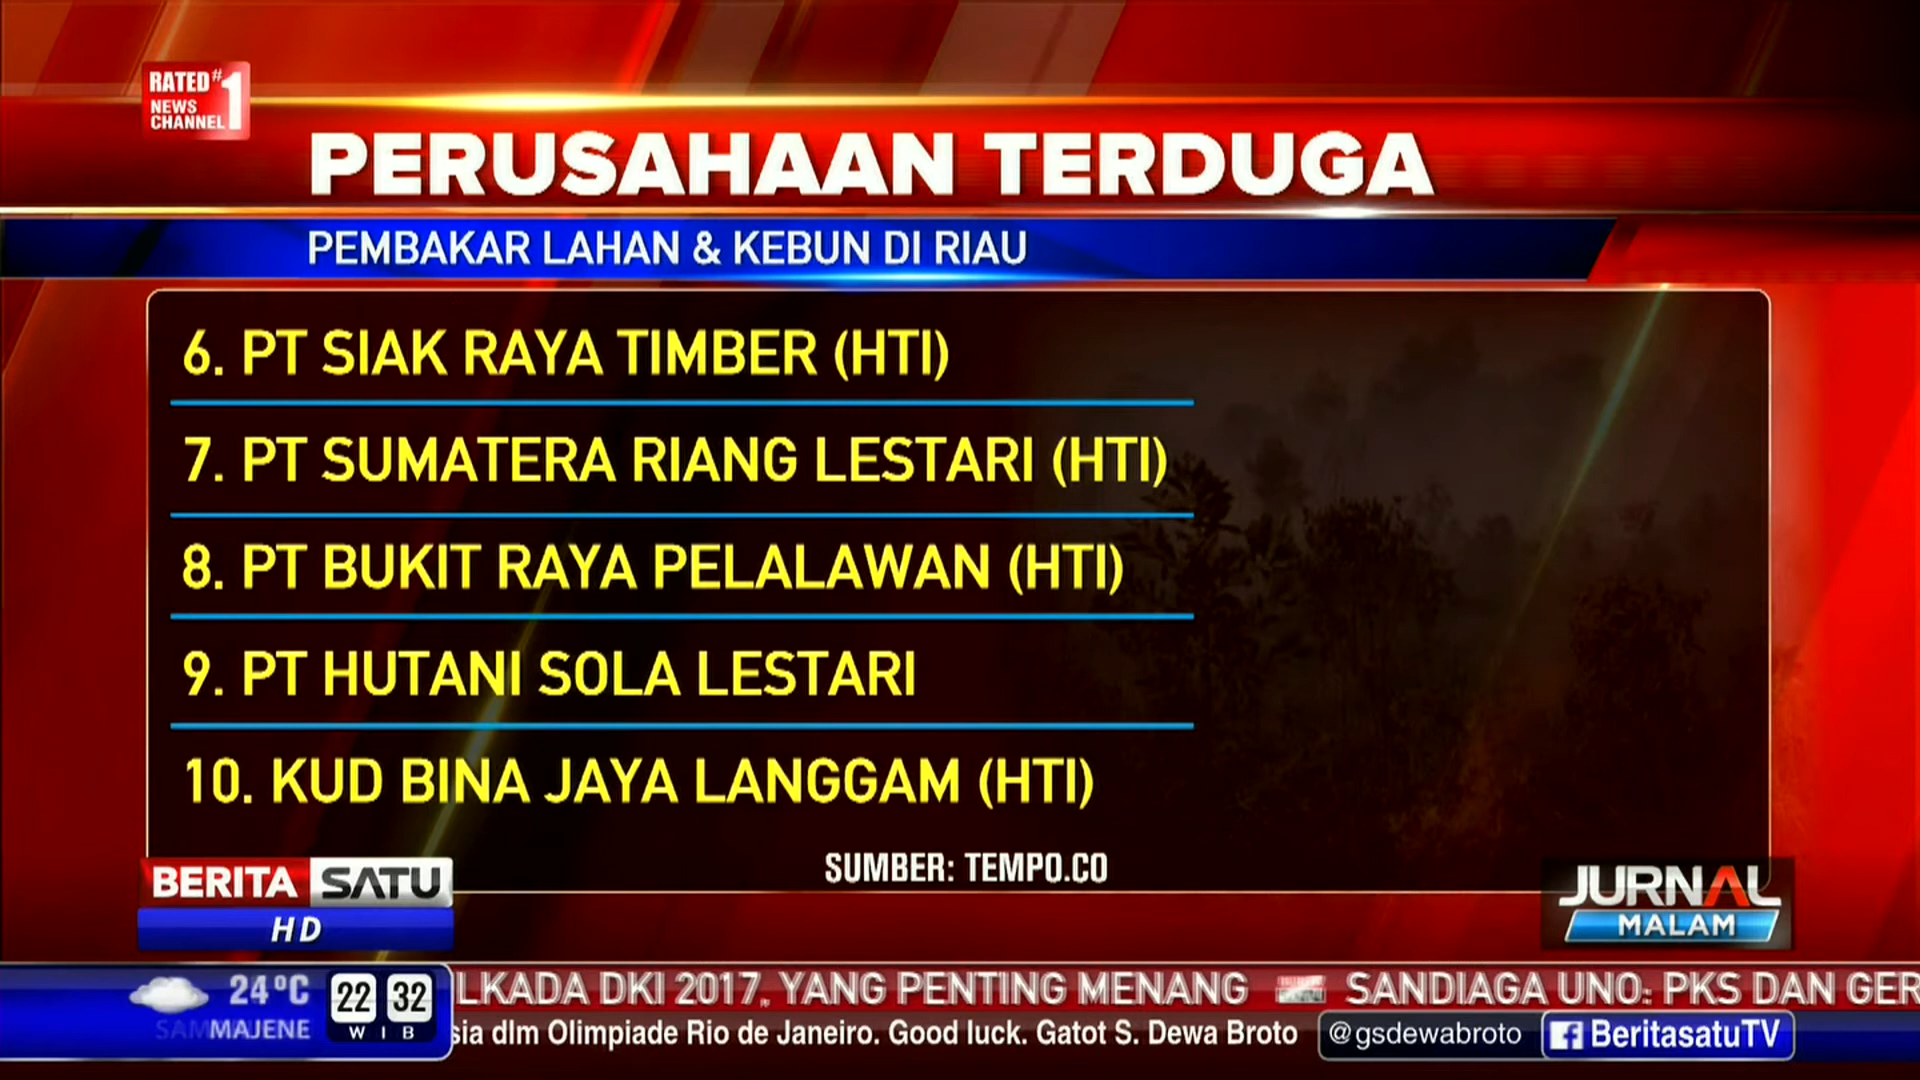 RATED #1
NEWS
CHANNEL
PERUSAHAAN TERDUGA
PEMBAKAR LAHAN & KEBUN DI RIAU
6. PT SIAK RAYA TIMBER (HTI)
7. PT SUMATERA RIANG LESTARI (HTI)
8. PT BUKIT RAYA PELALAWAN (HTI)
9. PT HUTANI SOLA LESTARI
10. KUD BINA JAYA LANGGAM (HTI)
SUMBER: TEMPO.CO
BERITA SATU
HD
JURNAL
MALAM
24°C
MAJENE
22 32
WIB
LKADA DKI 2017, YANG PENTING MENANG SANDIAGA UNO: PKS DAN GER
sia dlm Olimpiade Rio de Janeiro. Good luck. Gatot S. Dewa Broto @gsdewabroto BeritasatuTV